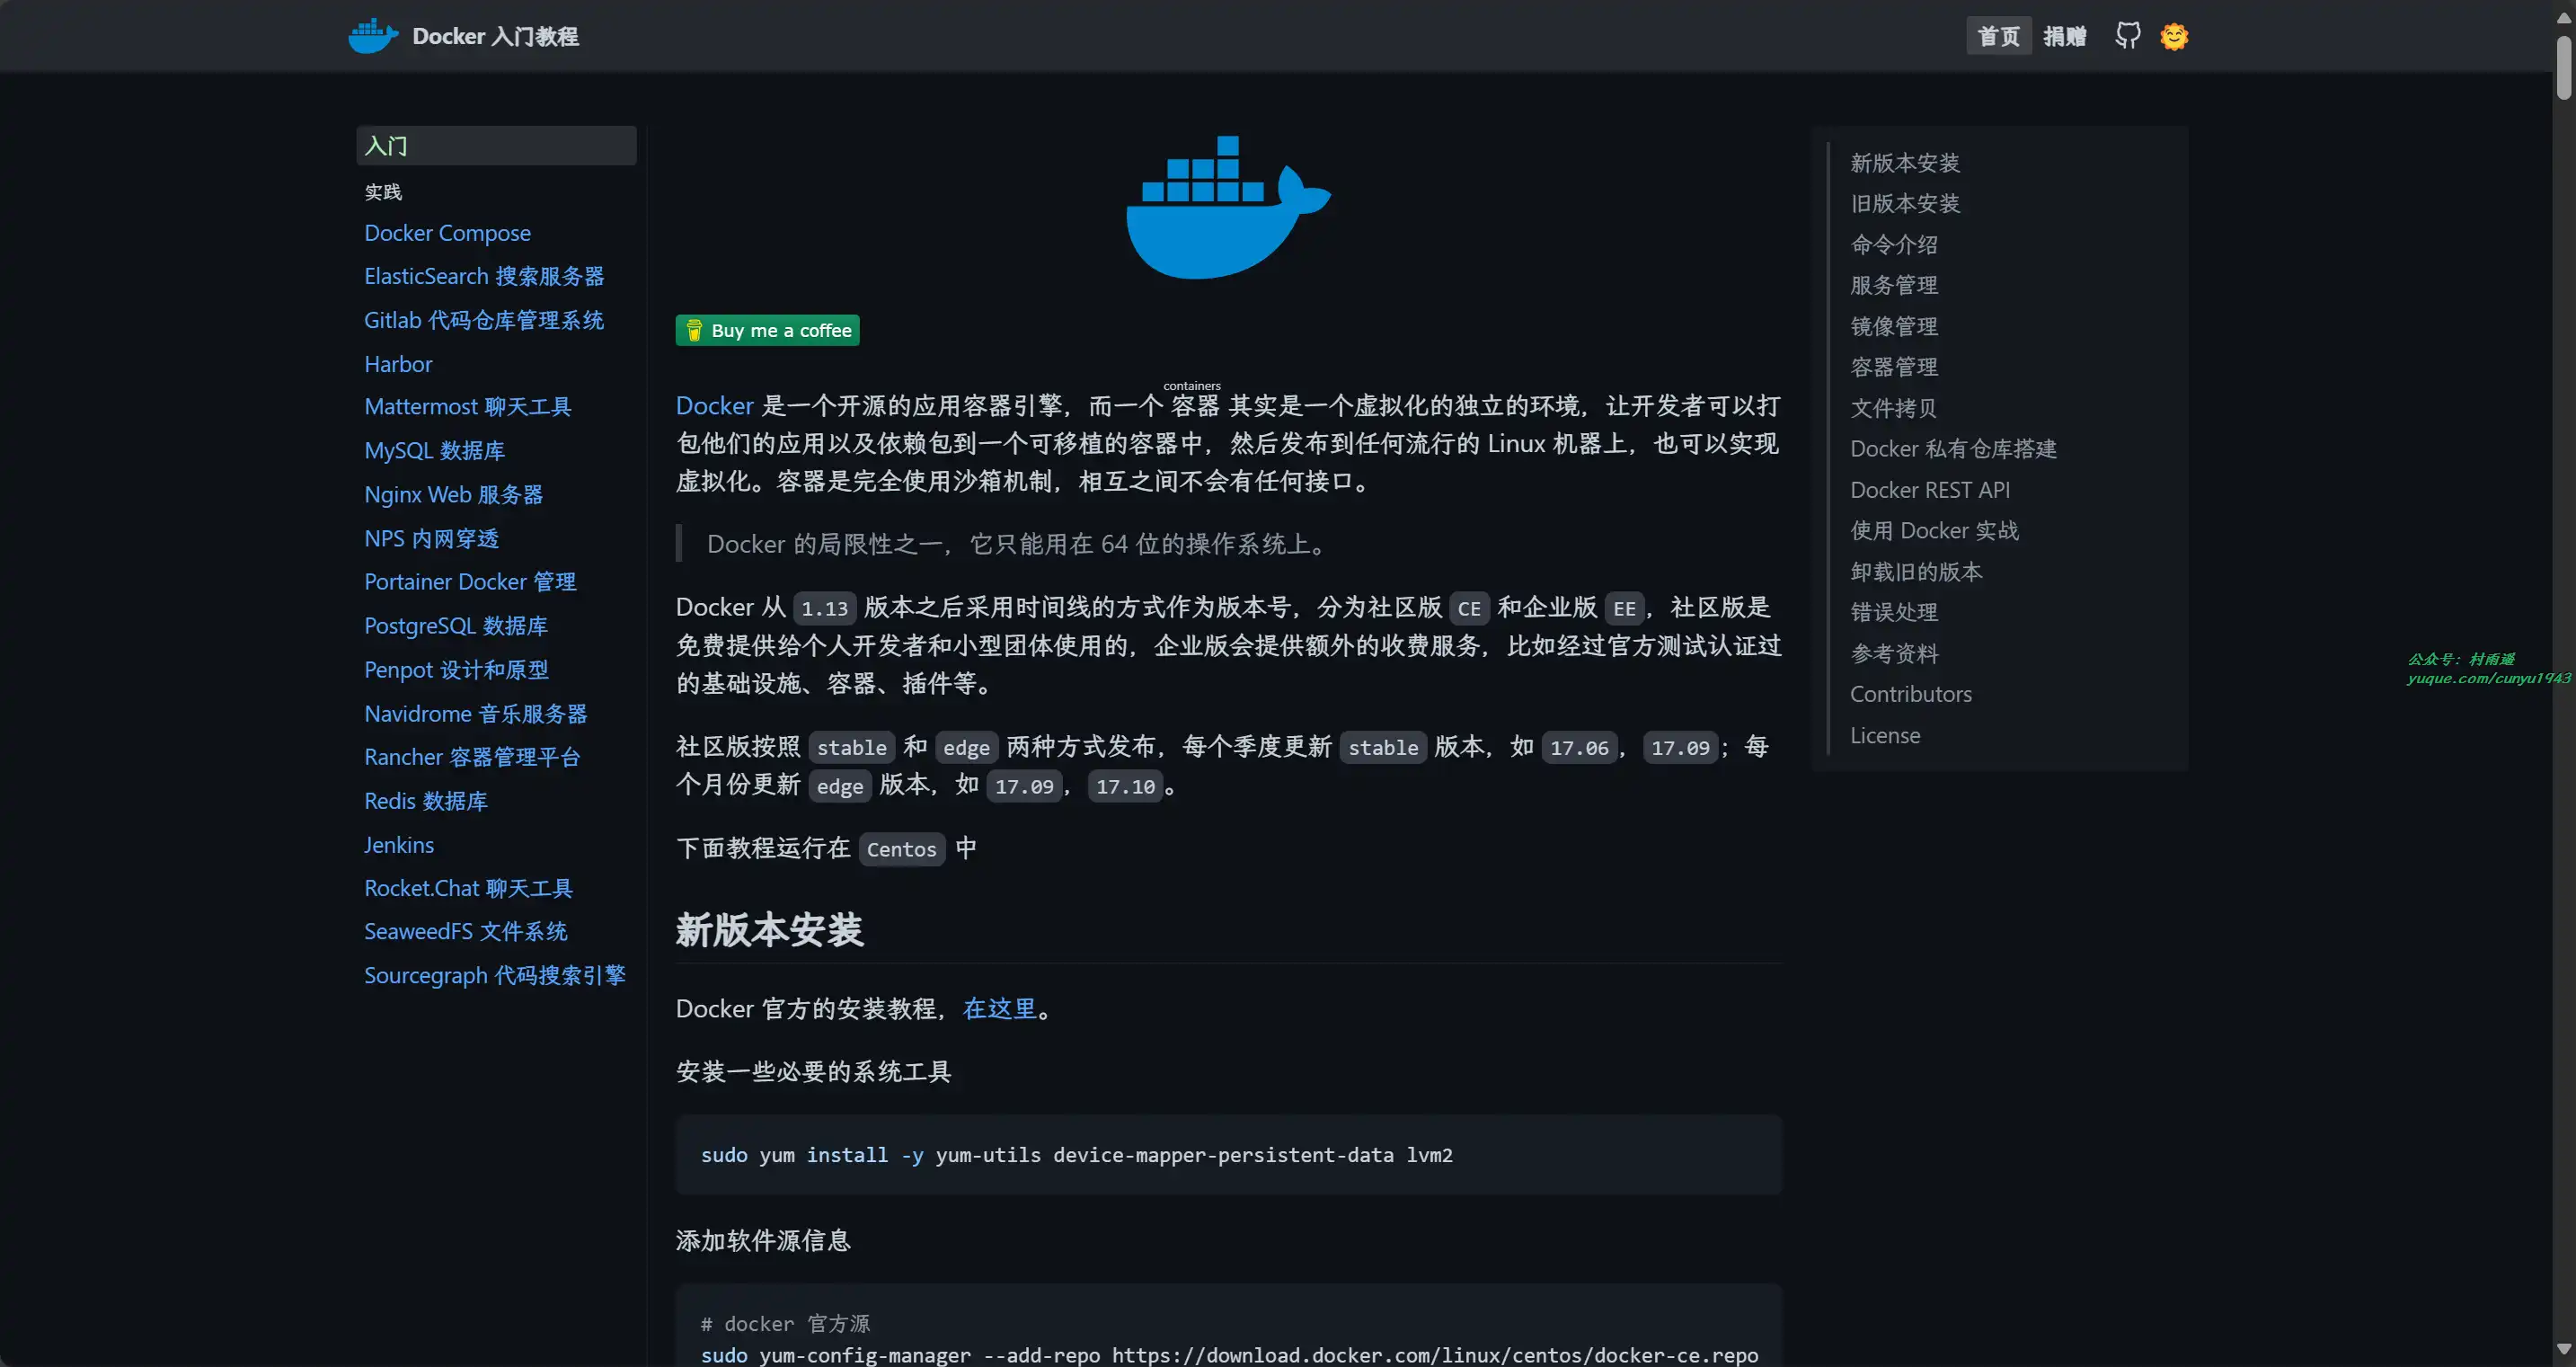 Docker 入门教程
首页
捐赠
入门
实践
Docker Compose
ElasticSearch 搜索服务器
Gitlab 代码仓库管理系统
Harbor
Mattermost 聊天工具
MySQL 数据库
Nginx Web 服务器
NPS 内网穿透
Portainer Docker 管理
PostgreSQL 数据库
Penpot 设计和原型
Navidrome 音乐服务器
Rancher 容器管理平台
Redis 数据库
Jenkins
Rocket.Chat 聊天工具
SeaweedFS 文件系统
Sourcegraph 代码搜索引擎
Buy me a coffee
containers
Docker 是一个开源的应用容器引擎，而一个 容器 其实是一个虚拟化的独立的环境，让开发者可以打
包他们的应用以及依赖包到一个可移植的容器中，然后发布到任何流行的 Linux 机器上，也可以实现
虚拟化。容器是完全使用沙箱机制，相互之间不会有任何接口。
Docker 的局限性之一，它只能用在 64 位的操作系统上。
Docker 从 1.13 版本之后采用时间线的方式作为版本号，分为社区版 CE 和企业版 EE，社区版是
免费提供给个人开发者和小型团体使用的，企业版会提供额外的收费服务，比如经过官方测试认证过
的基础设施、容器、插件等。
社区版按照 stable 和 edge 两种方式发布，每个季度更新 stable 版本，如 17.06，17.09；每
个月份更新 edge 版本，如 17.09，17.10。
下面教程运行在 Centos 中
新版本安装
Docker 官方的安装教程，在这里。
安装一些必要的系统工具
sudo yum install -y yum-utils device-mapper-persistent-data lvm2
添加软件源信息
# docker 官方源
sudo yum-config-manager --add-repo https://download.docker.com/linux/centos/docker-ce.repo
新版本安装
旧版本安装
命令介绍
服务管理
镜像管理
容器管理
文件拷贝
Docker 私有仓库搭建
Docker REST API
使用 Docker 实战
卸载旧的版本
错误处理
参考资料
Contributors
License
公众号：村雨遥
yuque.com/cunyu1943